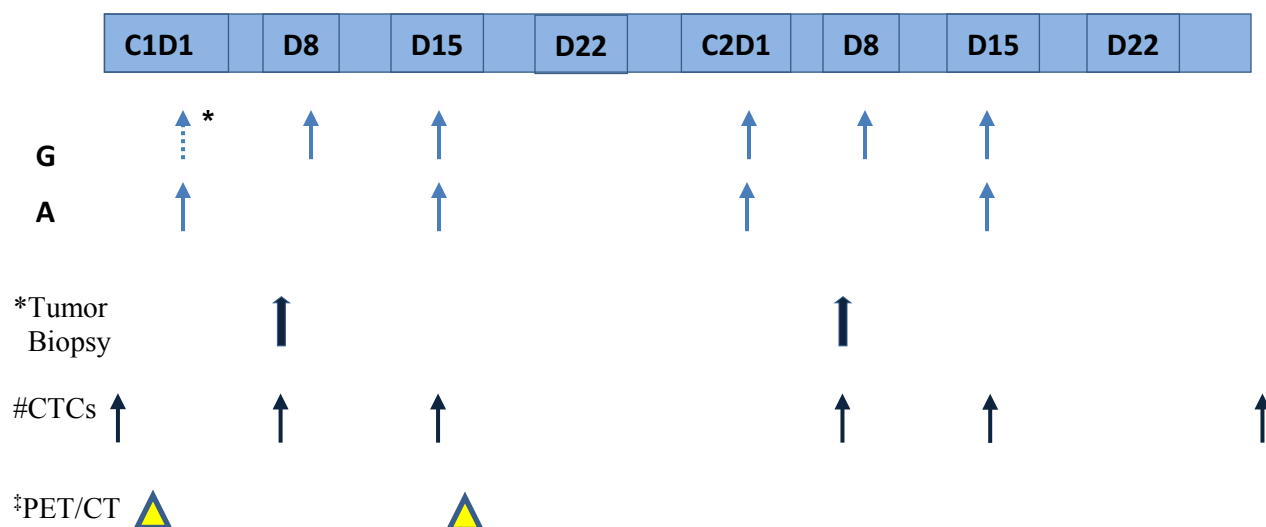 C1D1 D8 D15 D22 C2D1 D8 D15 D22
*
G
A
*Tumor
Biopsy
#CTCs
‡PET/CT